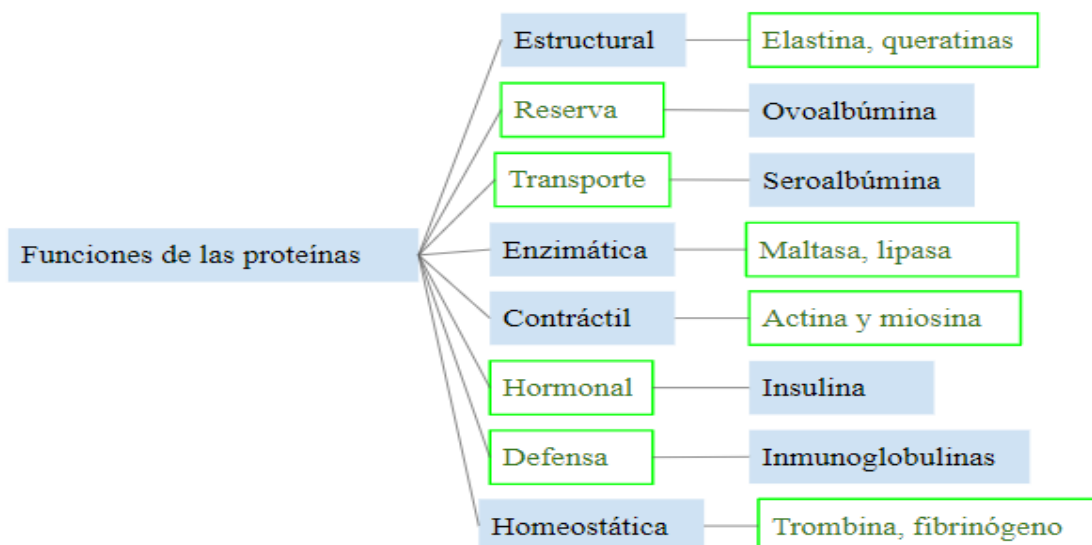 Estructural
Elastina, queratinas
Reserva
Ovoalbúmina
Transporte
Seroalbúmina
Funciones de las proteínas
Enzimática
Maltasa, lipasa
Contráctil
Actina y miosina
Hormonal
Insulina
Defensa
Inmunoglobulinas
Homeostática
Trombina, fibrinógeno